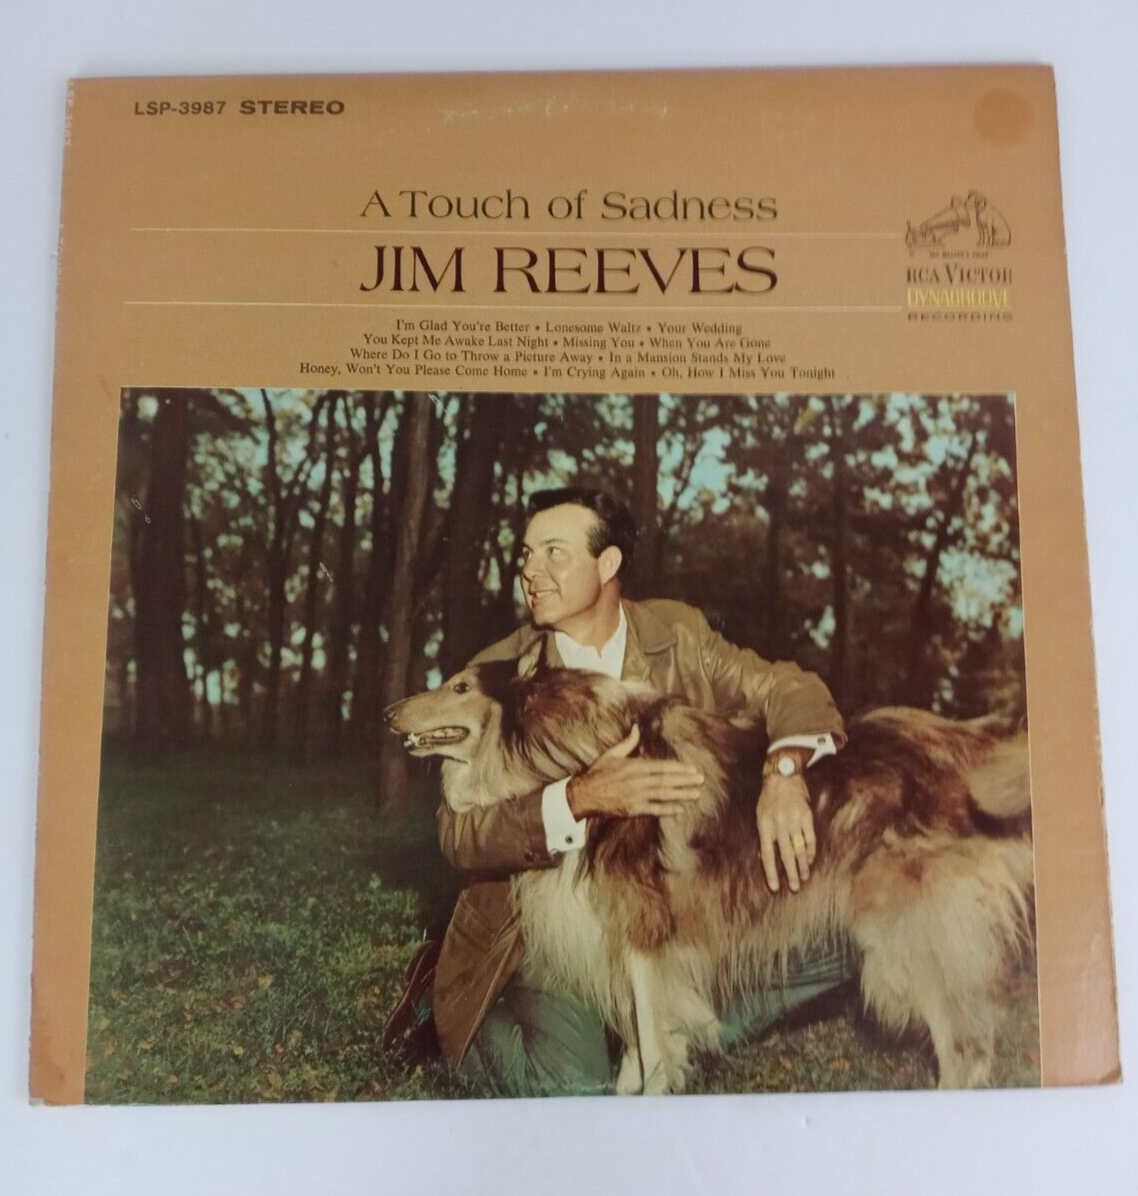 LSP-3987 STEREO
A Touch of Sadness
JIM REEVES
"HIS MASTER'S VOICE"
RCA VICTOR
DYNAGROOVE
RECORDING
I'm Glad You're Better • Lonesome Waltz • Your Wedding
You Kept Me Awake Last Night • Missing You • When You Are Gone
Where Do I Go to Throw a Picture Away • In a Mansion Stands My Love
Honey, Won't You Please Come Home • I'm Crying Again • Oh, How I Miss You Tonight